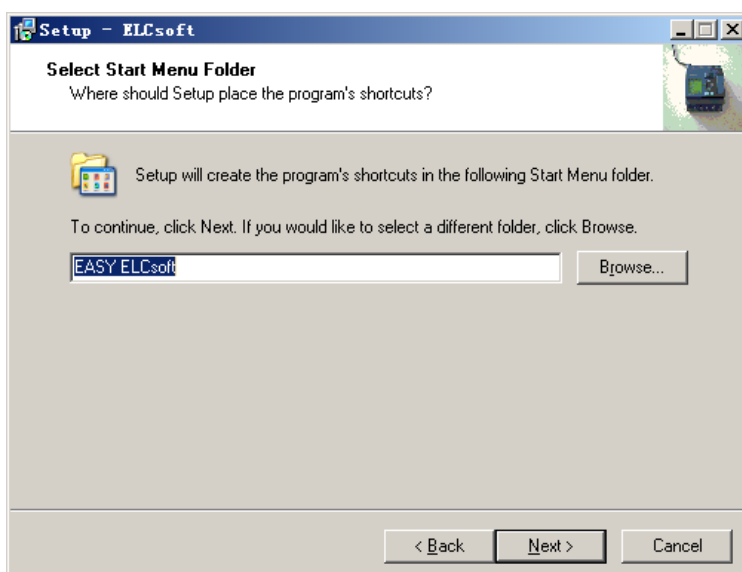 Setup - ELCsoft
Select Start Menu Folder
Where should Setup place the program's shortcuts?
Setup will create the program's shortcuts in the following Start Menu folder.
To continue, click Next. If you would like to select a different folder, click Browse.
EASY ELCsoft
Browse...
< Back
Next >
Cancel